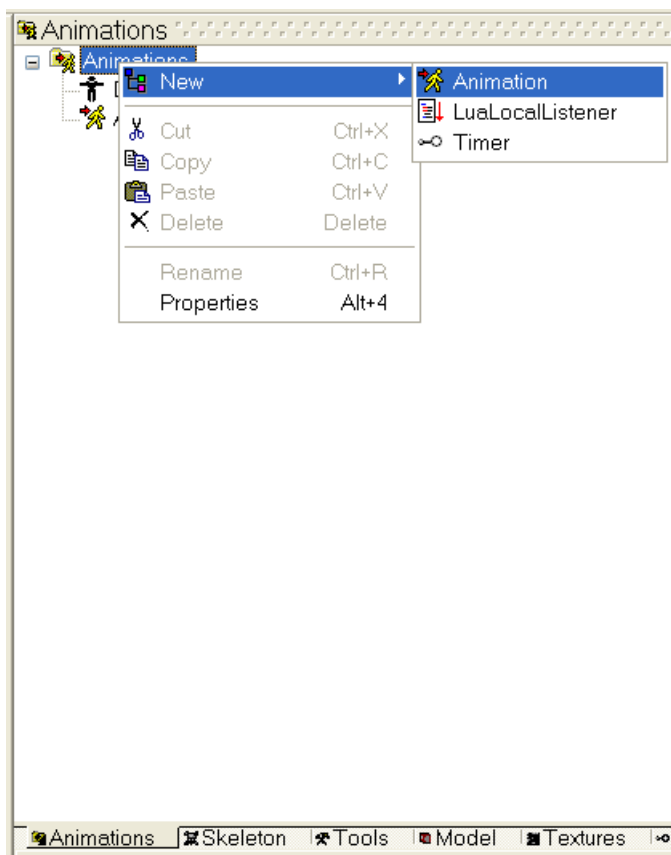 Animations
Animations
New
Animation
LuaLocalListener
Timer
Cut Ctrl+X
Copy Ctrl+C
Paste Ctrl+V
Delete Delete
Rename Ctrl+R
Properties Alt+4
Animations Skeleton Tools Model Textures